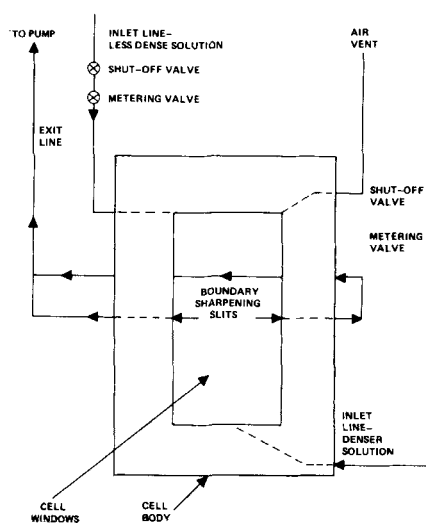 TO PUMP
INLET LINE-
LESS DENSE SOLUTION
SHUT-OFF VALVE
METERING VALVE
AIR
VENT
EXIT
LINE
SHUT-OFF
VALVE
METERING
VALVE
BOUNDARY
SHARPENING
SLITS
INLET
LINE-
DENSER
SOLUTION
CELL
WINDOWS
CELL
BODY